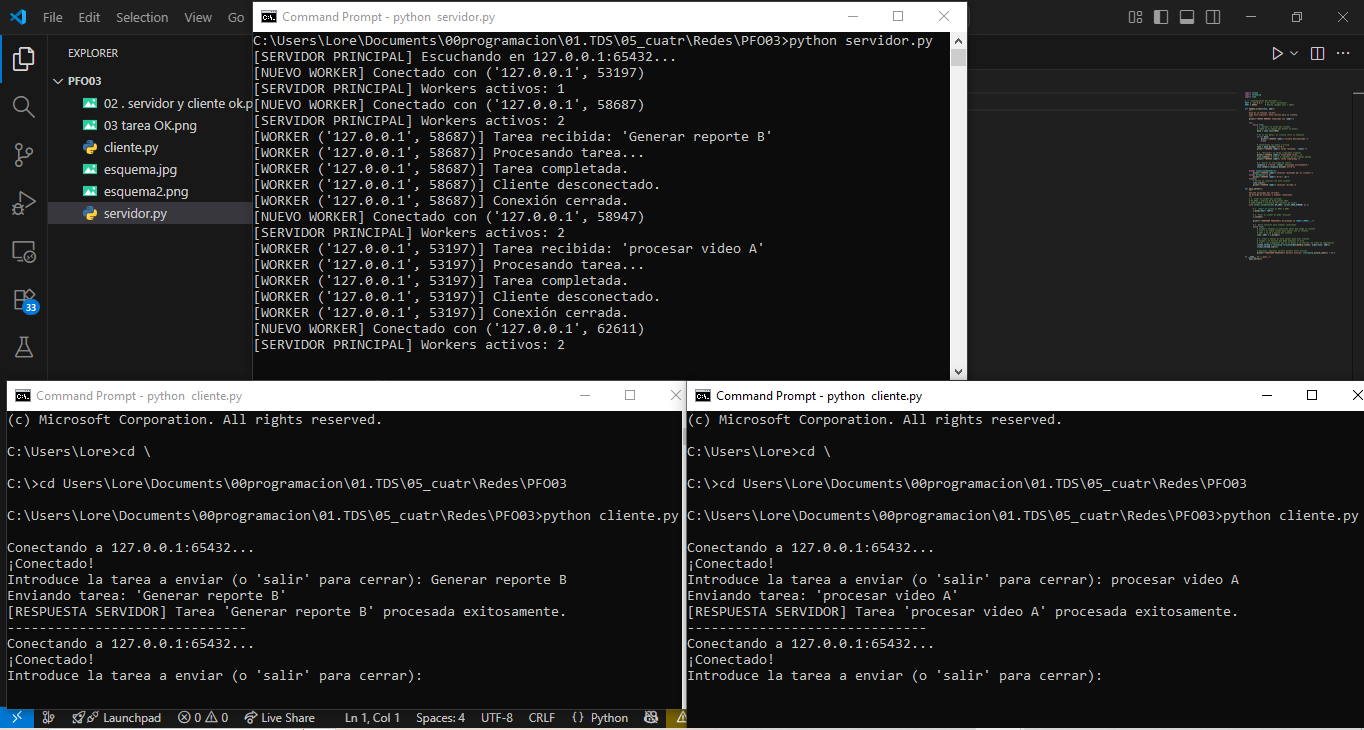 File Edit Selection View Go
Command Prompt - python  servidor.py
EXPLORER
PFO03
02 . servidor y cliente ok.p
03 tarea OK.png
cliente.py
esquema.jpg
esquema2.png
servidor.py
33
C:\Users\Lore\Documents\00programacion\01.TDS\05_cuatr\Redes\PFO03>python servidor.py
[SERVIDOR PRINCIPAL] Escuchando en 127.0.0.1:65432...
[NUEVO WORKER] Conectado con ('127.0.0.1', 53197)
[SERVIDOR PRINCIPAL] Workers activos: 1
[NUEVO WORKER] Conectado con ('127.0.0.1', 58687)
[SERVIDOR PRINCIPAL] Workers activos: 2
[WORKER ('127.0.0.1', 58687)] Tarea recibida: 'Generar reporte B'
[WORKER ('127.0.0.1', 58687)] Procesando tarea...
[WORKER ('127.0.0.1', 58687)] Tarea completada.
[WORKER ('127.0.0.1', 58687)] Cliente desconectado.
[WORKER ('127.0.0.1', 58687)] Conexión cerrada.
[NUEVO WORKER] Conectado con ('127.0.0.1', 58947)
[SERVIDOR PRINCIPAL] Workers activos: 2
[WORKER ('127.0.0.1', 53197)] Tarea recibida: 'procesar video A'
[WORKER ('127.0.0.1', 53197)] Procesando tarea...
[WORKER ('127.0.0.1', 53197)] Tarea completada.
[WORKER ('127.0.0.1', 53197)] Cliente desconectado.
[WORKER ('127.0.0.1', 53197)] Conexión cerrada.
[NUEVO WORKER] Conectado con ('127.0.0.1', 62611)
[SERVIDOR PRINCIPAL] Workers activos: 2
Command Prompt - python  cliente.py
(c) Microsoft Corporation. All rights reserved.
C:\Users\Lore>cd \
C:\>cd Users\Lore\Documents\00programacion\01.TDS\05_cuatr\Redes\PFO03
C:\Users\Lore\Documents\00programacion\01.TDS\05_cuatr\Redes\PFO03>python cliente.py
Conectando a 127.0.0.1:65432...
¡Conectado!
Introduce la tarea a enviar (o 'salir' para cerrar): Generar reporte B
Enviando tarea: 'Generar reporte B'
[RESPUESTA SERVIDOR] Tarea 'Generar reporte B' procesada exitosamente.
------------------------------
Conectando a 127.0.0.1:65432...
¡Conectado!
Introduce la tarea a enviar (o 'salir' para cerrar):
Command Prompt - python  cliente.py
(c) Microsoft Corporation. All rights reserved.
C:\Users\Lore>cd \
C:\>cd Users\Lore\Documents\00programacion\01.TDS\05_cuatr\Redes\PFO03
C:\Users\Lore\Documents\00programacion\01.TDS\05_cuatr\Redes\PFO03>python cliente.py
Conectando a 127.0.0.1:65432...
¡Conectado!
Introduce la tarea a enviar (o 'salir' para cerrar): procesar video A
Enviando tarea: 'procesar video A'
[RESPUESTA SERVIDOR] Tarea 'procesar video A' procesada exitosamente.
------------------------------
Conectando a 127.0.0.1:65432...
¡Conectado!
Introduce la tarea a enviar (o 'salir' para cerrar):
Launchpad 0 0 Live Share Ln 1, Col 1 Spaces: 4 UTF-8 CRLF {} Python